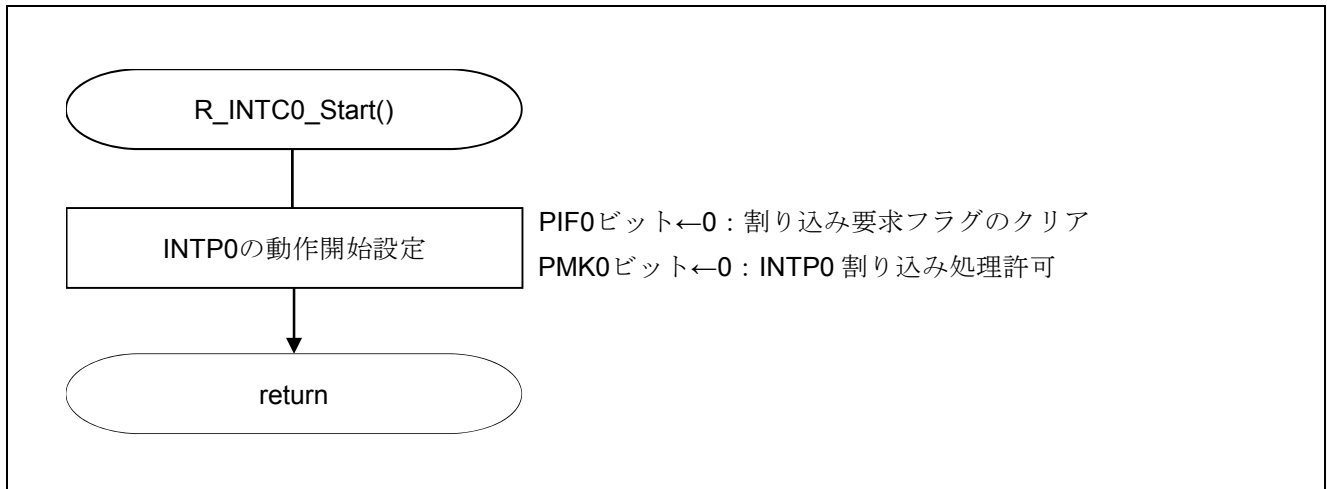 R_INTC0_Start()
INTP0の動作開始設定
PIF0ビット←0：割り込み要求フラグのクリア
PMK0ビット←0：INTP0 割り込み処理許可
return